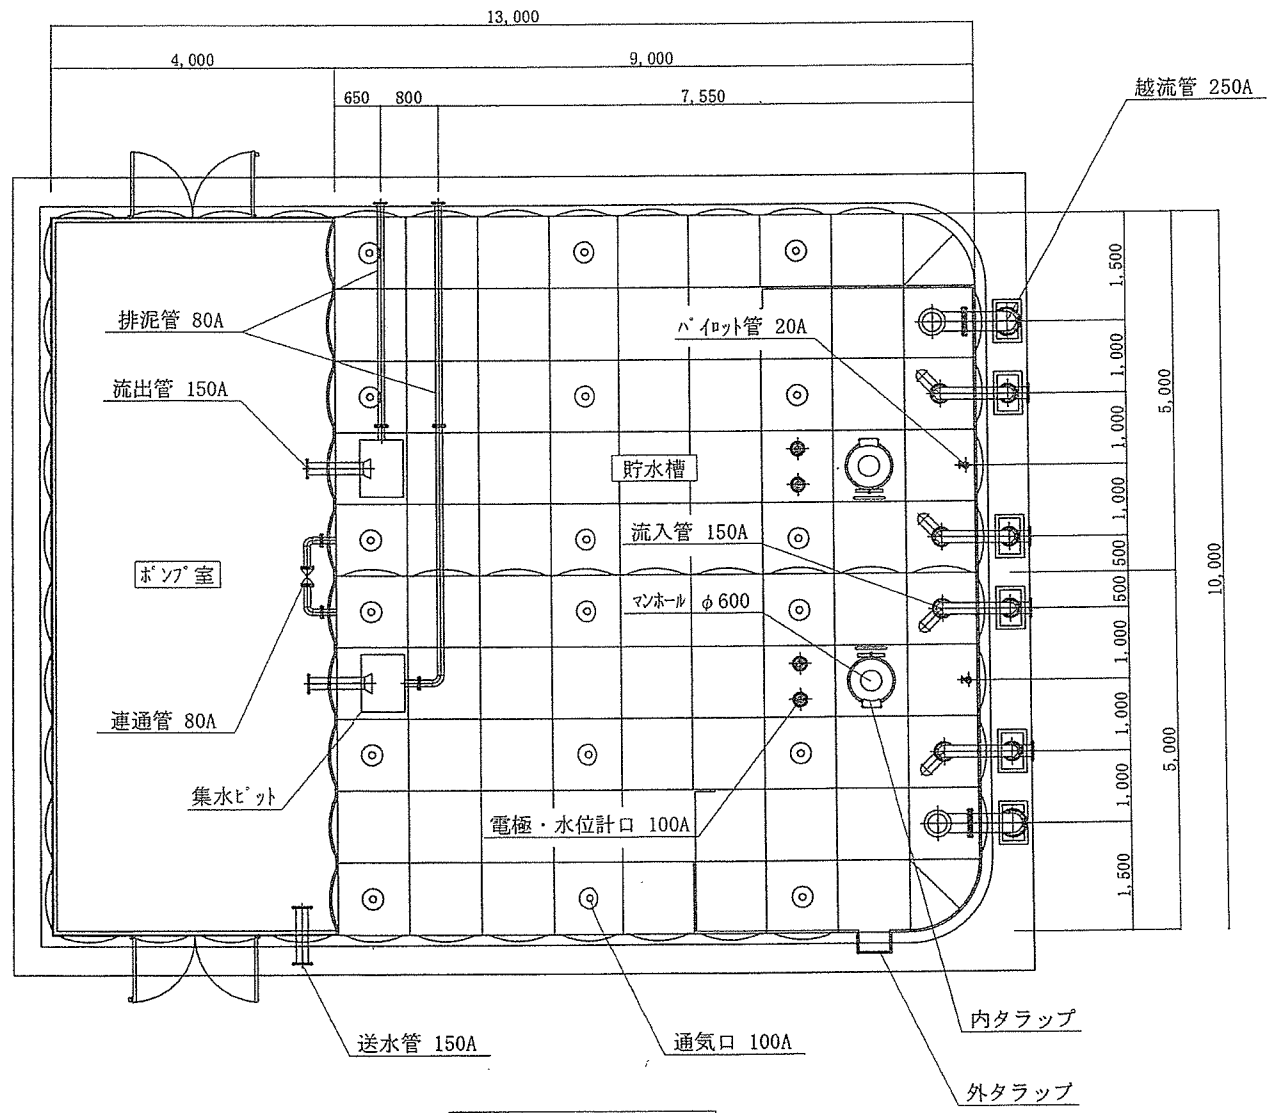 13,000
4,000
9,000
650
800
7,550
越流管 250A
排泥管 80A
パイロット管 20A
流出管 150A
貯水槽
流入管 150A
ポンプ室
マンホール φ600
連通管 80A
集水ピット
電極・水位計口 100A
送水管 150A
通気口 100A
内タラップ
外タラップ
1,500
1,000
1,000
1,000
500
500
1,000
1,000
1,000
1,500
5,000
5,000
10,000